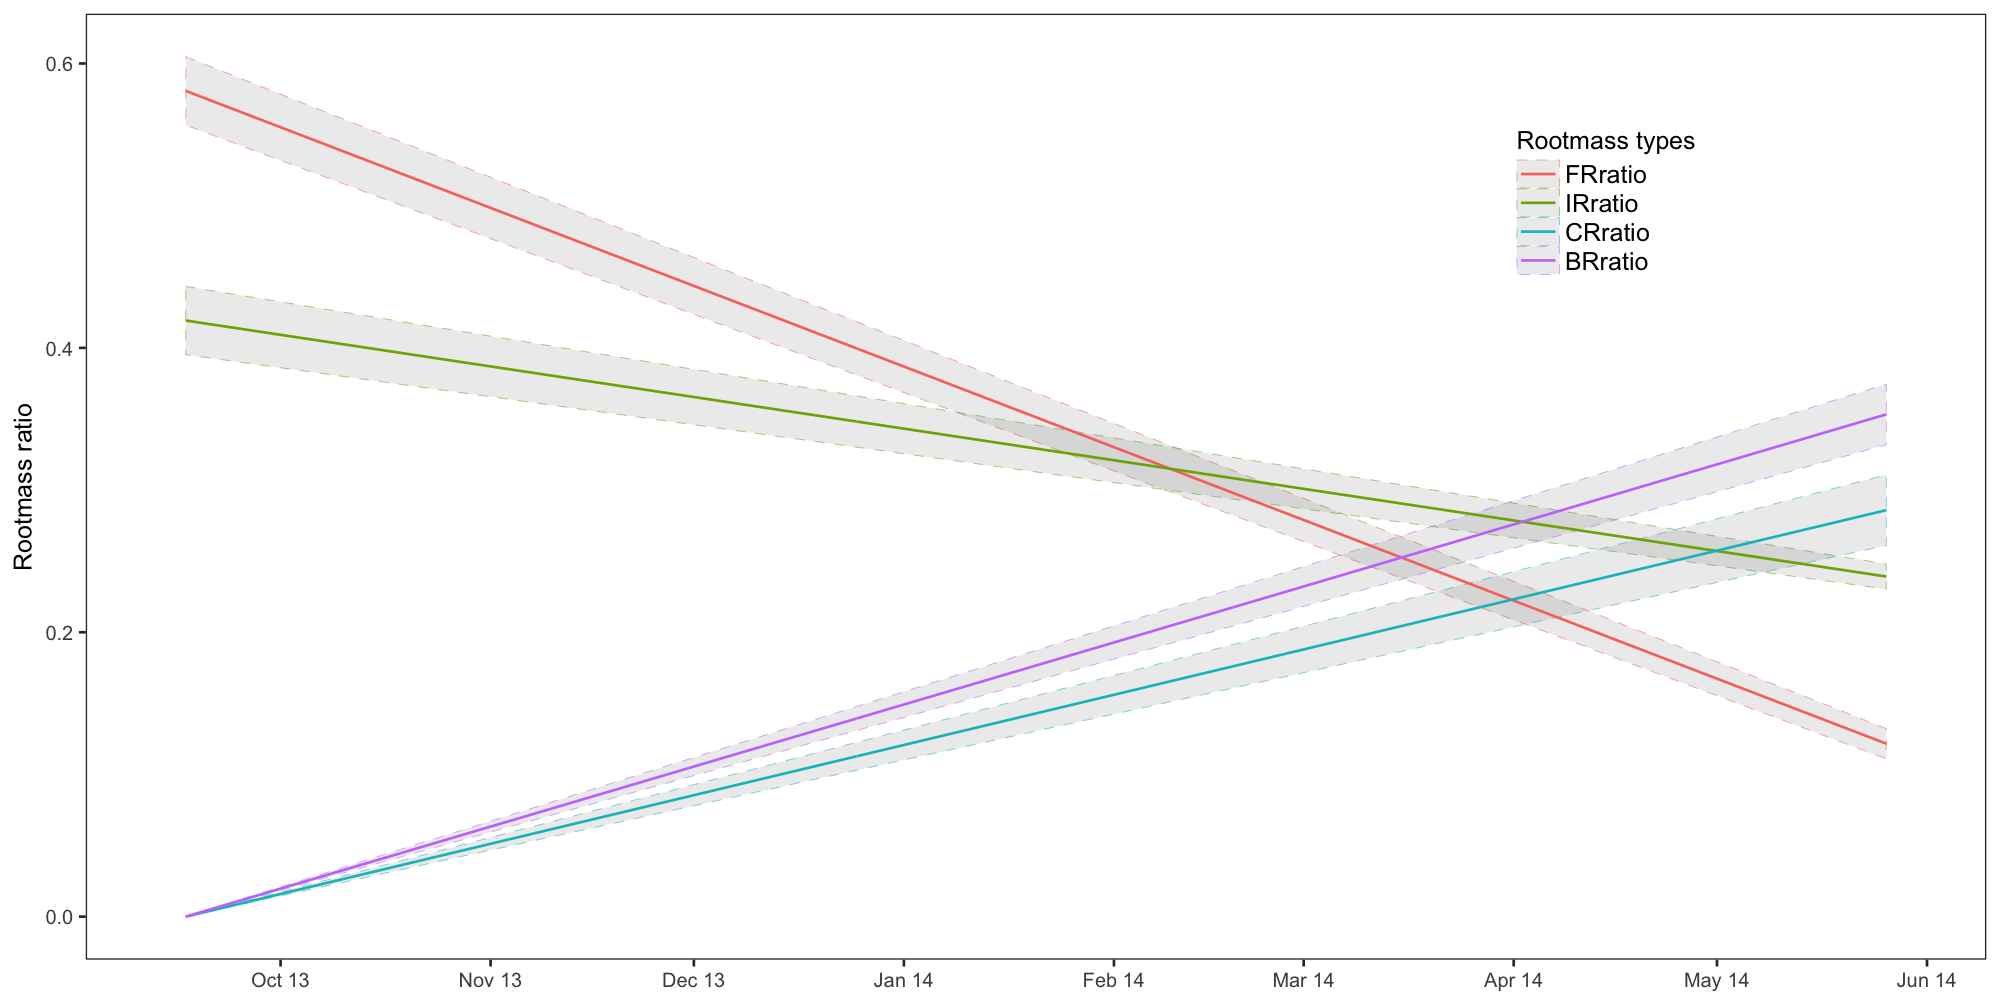 0.6
0.4
0.2
0.0
Rootmass ratio
Rootmass types
FRratio
IRratio
CRratio
BRratio
Oct 13 Nov 13 Dec 13 Jan 14 Feb 14 Mar 14 Apr 14 May 14 Jun 14